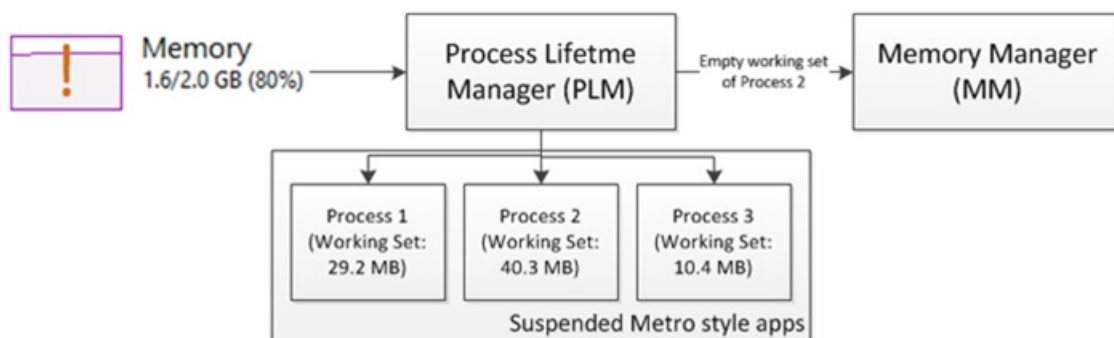 Memory
1.6/2.0 GB (80%)
Process Lifetme
Manager (PLM)
Empty working set
of Process 2
Memory Manager
(MM)
Process 1
(Working Set:
29.2 MB)
Process 2
(Working Set:
40.3 MB)
Process 3
(Working Set:
10.4 MB)
Suspended Metro style apps